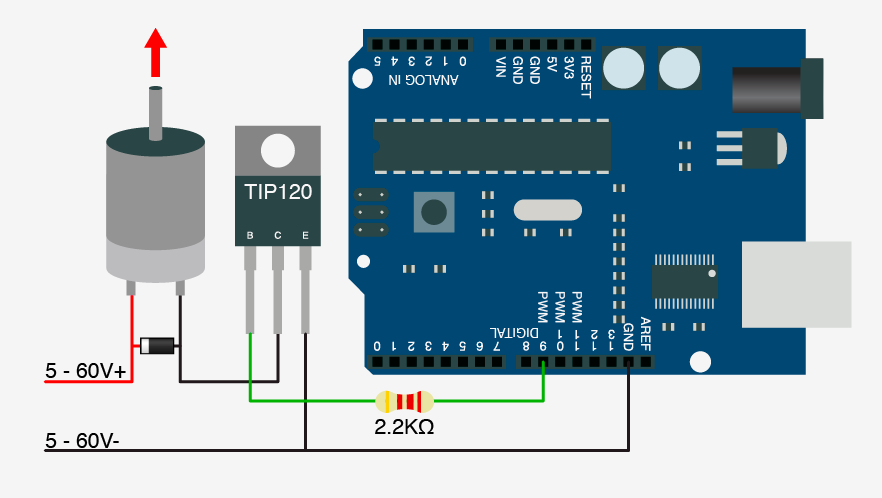 5 4 3 2 1 0
ANALOG IN
VIN GND GND 5V 3V3 RESET
TIP120
B C E
PWM PWM PWM
DIGITAL
GND AREF
0 1 2 3 4 5 6 7 8 9 10 11 12 13
5 - 60V+
2.2KΩ
5 - 60V-